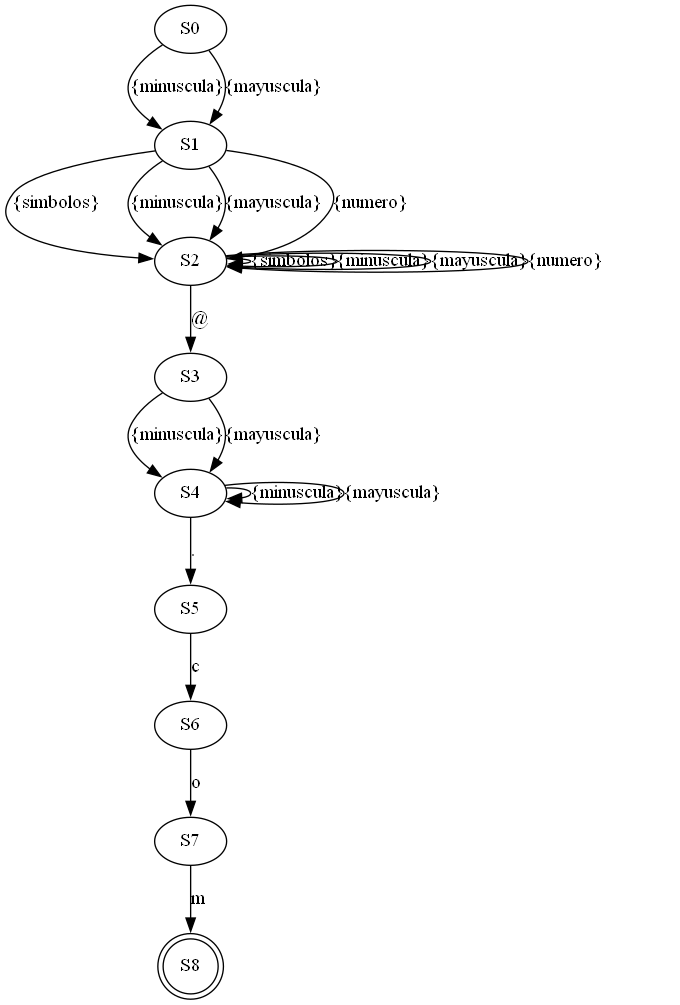 S0
{minuscula} {mayuscula}
S1
{simbolos} {minuscula} {mayuscula} {numero}
S2 {simbolos} {minuscula} {mayuscula} {numero}
@
S3
{minuscula} {mayuscula}
S4 {minuscula} {mayuscula}
.
S5
c
S6
o
S7
m
S8